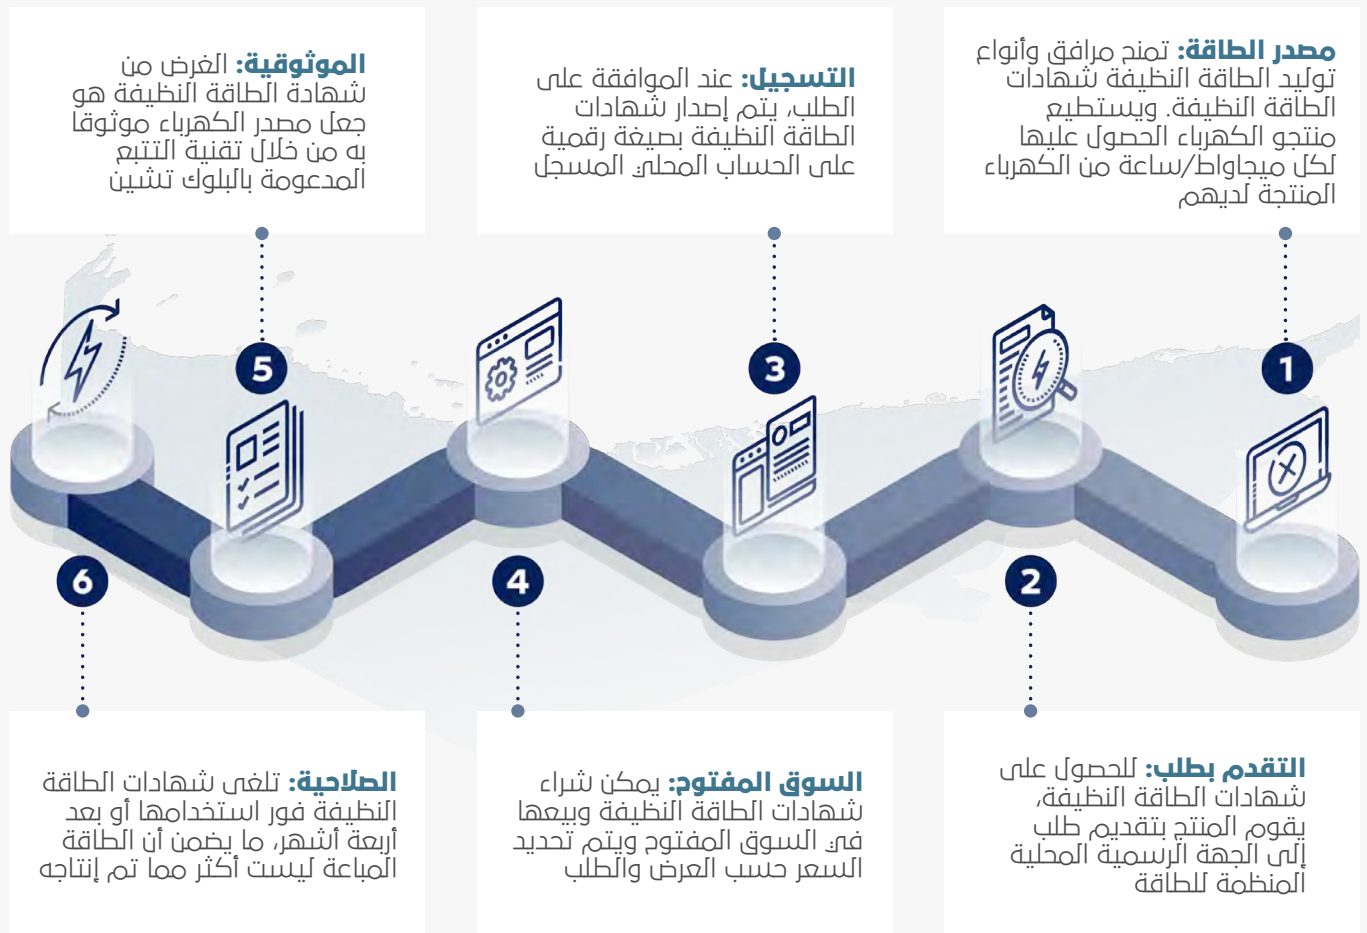 مصدر الطاقة: تمنح مرافق وأنواع
توليد الطاقة النظيفة شهادات
الطاقة النظيفة. ويستطيع
منتجو الكهرباء الحصول عليها
لكل ميجاواط/ساعة من الكهرباء
المنتجة لديهم
1
التقدم بطلب: للحصول على
شهادات الطاقة النظيفة،
يقوم المنتج بتقديم طلب
إلى الجهة الرسمية المحلية
المنظمة للطاقة
2
التسجيل: عند الموافقة على
الطلب، يتم إصدار شهادات
الطاقة النظيفة بصيغة رقمية
على الحساب المحلي المسجل
3
السوق المفتوح: يمكن شراء
شهادات الطاقة النظيفة وبيعها
في السوق المفتوح ويتم تحديد
السعر حسب العرض والطلب
4
الموثوقية: الغرض من
شهادة الطاقة النظيفة هو
جعل مصدر الكهرباء موثوقا
به من خلال تقنية التتبع
المدعومة بالبلوك تشين
5
الصلاحية: تلغى شهادات الطاقة
النظيفة فور استخدامها أو بعد
أربعة أشهر، ما يضمن أن الطاقة
المباعة ليست أكثر مما تم إنتاجه
6